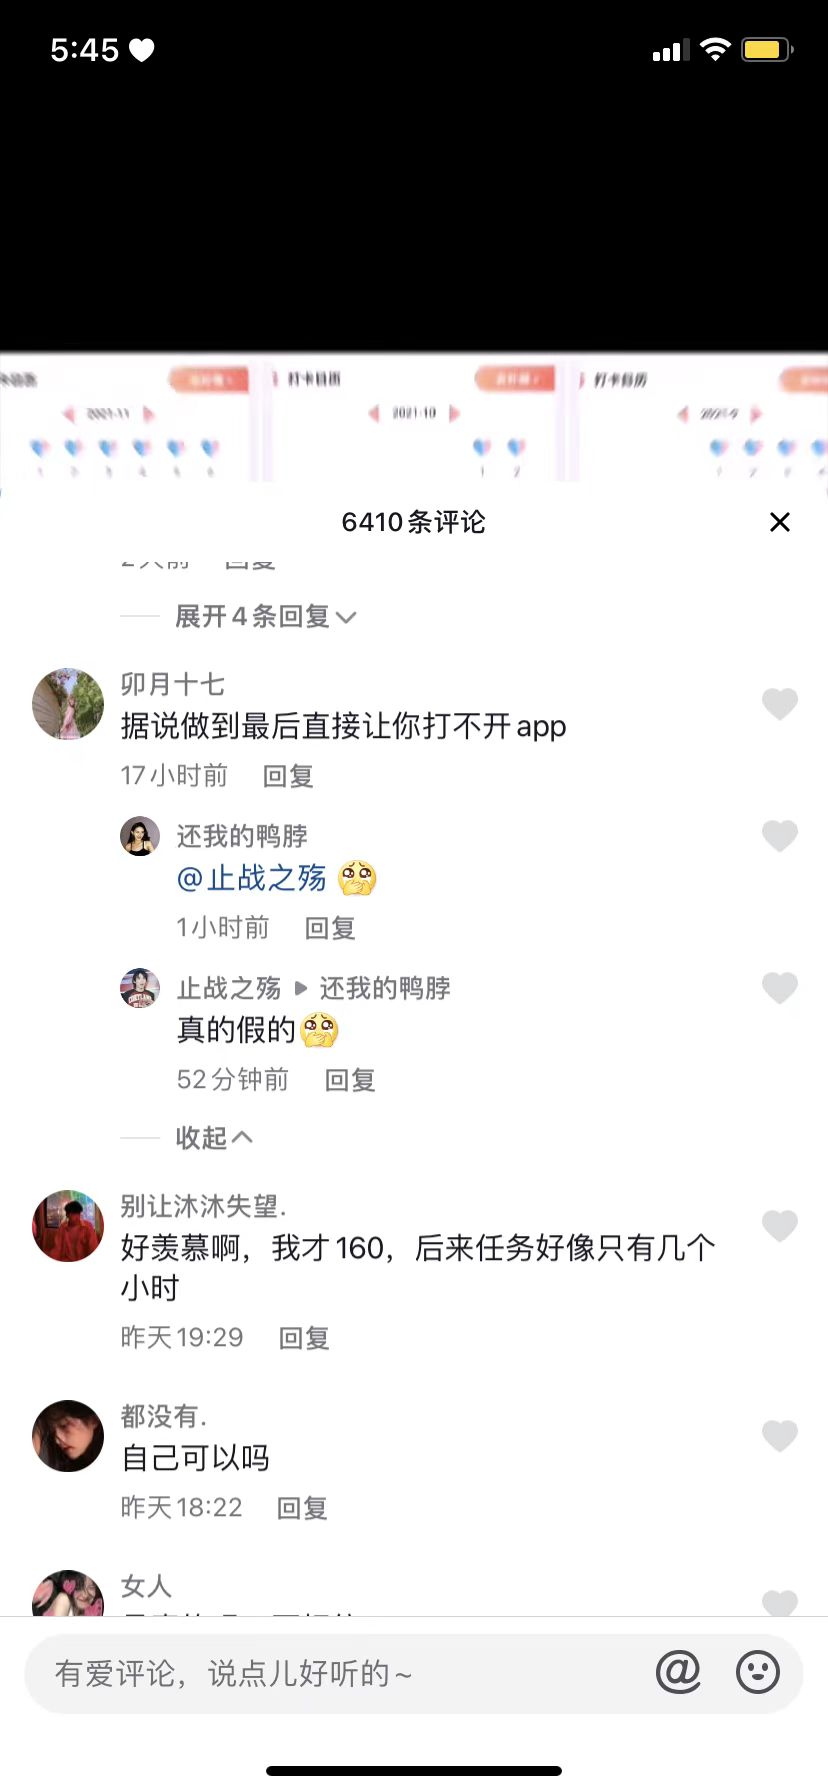 5:45
打卡日历
打卡日历
2021-11
2021-10
1 2
6410条评论
展开4条回复
卯月十七
据说做到最后直接让你打不开app
17小时前 回复
还我的鸭脖
@止战之殇 🥺
1小时前 回复
止战之殇 ▶ 还我的鸭脖
真的假的🥺
52分钟前 回复
收起
别让沐沐失望.
好羡慕啊，我才160，后来任务好像只有几个
小时
昨天19:29 回复
都没有.
自己可以吗
昨天18:22 回复
女人
有爱评论，说点儿好听的~